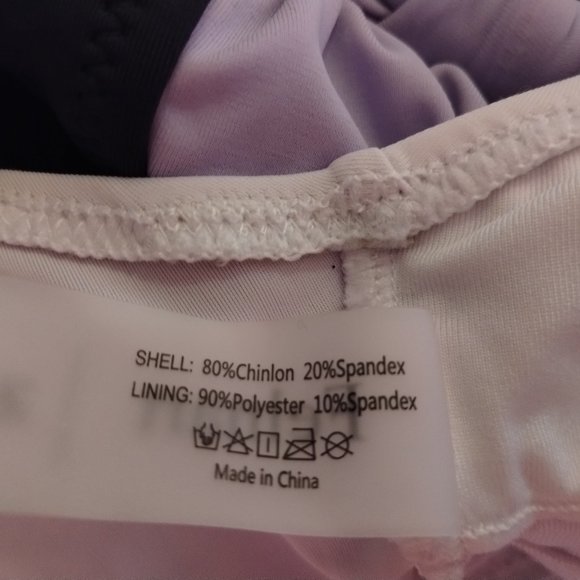 SHELL: 80%Chinlon 20%Spandex
LINING: 90%Polyester 10%Spandex
Made in China